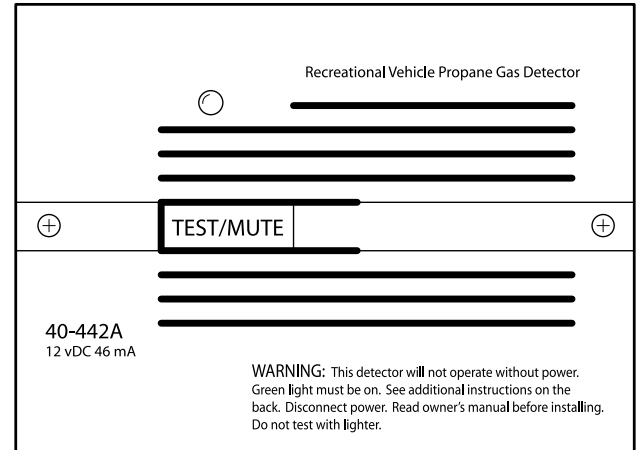 Recreational Vehicle Propane Gas Detector
TEST/MUTE
40-442A
12 vDC 46 mA
WARNING: This detector will not operate without power.
Green light must be on. See additional instructions on the
back. Disconnect power. Read owner's manual before installing.
Do not test with lighter.